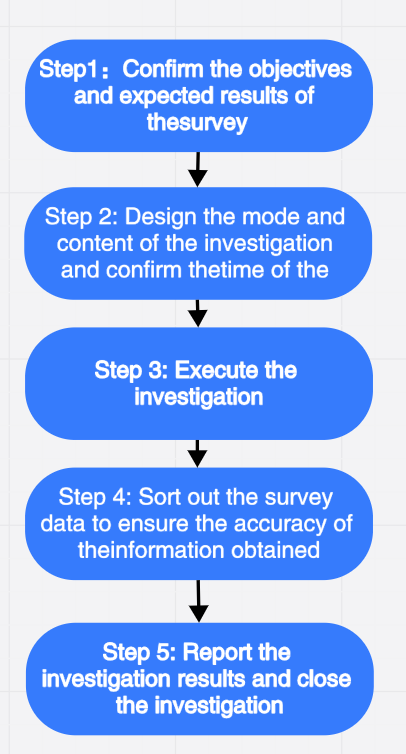 Step1：Confirm the objectives
and expected results of
thesurvey
Step 2: Design the mode and
content of the investigation
and confirm thetime of the
Step 3: Execute the
investigation
Step 4: Sort out the survey
data to ensure the accuracy of
theinformation obtained
Step 5: Report the
investigation results and close
the investigation